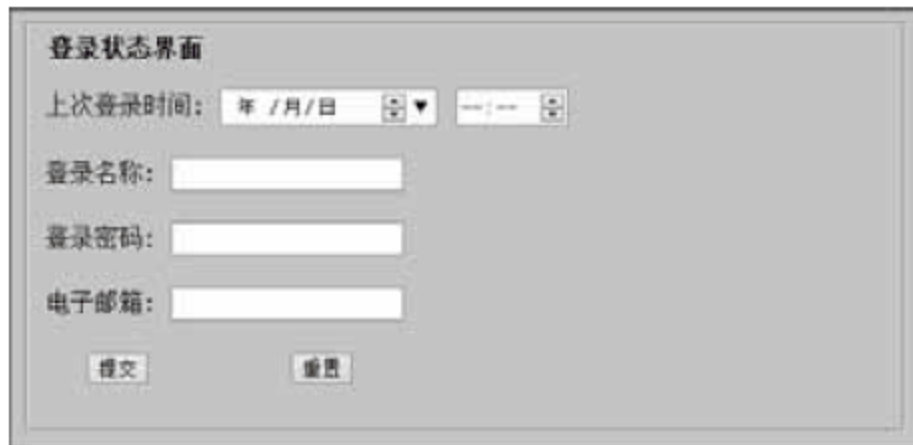 登录状态界面
上次登录时间: 年 /月/日 --:--
登录名称:
登录密码:
电子邮箱:
提交 重置